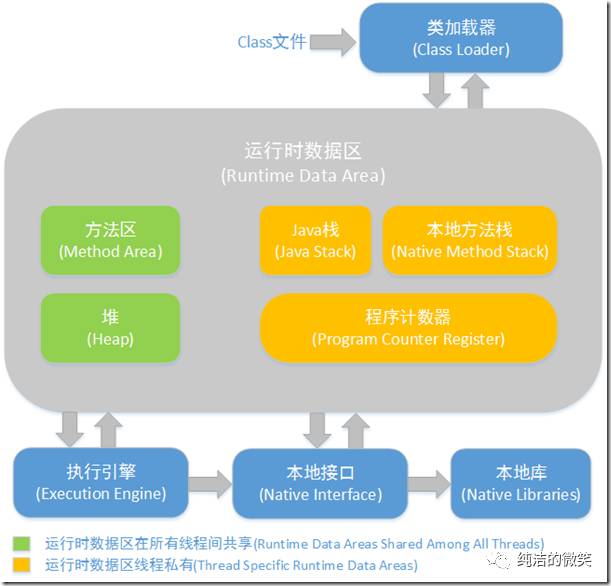 Class文件
类加载器
(Class Loader)
运行时数据区
(Runtime Data Area)
方法区
(Method Area)
Java栈
(Java Stack)
本地方法栈
(Native Method Stack)
堆
(Heap)
程序计数器
(Program Counter Register)
执行引擎
(Execution Engine)
本地接口
(Native Interface)
本地库
(Native Libraries)
运行时数据区在所有线程间共享(Runtime Data Areas Shared Among All Threads)
运行时数据区线程私有(Thread Specific Runtime Data Areas)
纯洁的微笑